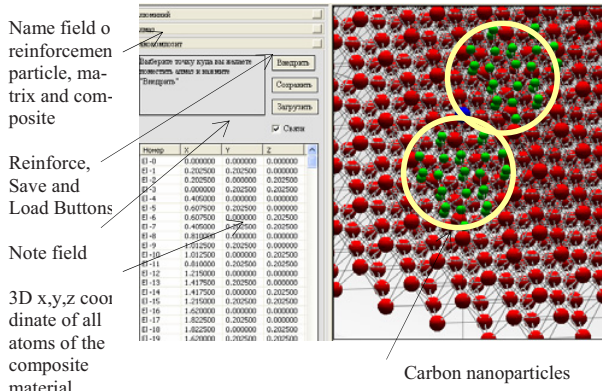 Name field o
reinforcemen
particle, ma-
trix and com-
posite
Reinforce,
Save and
Load Buttons
Note field
3D x,y,z coor
dinate of all
atoms of the
composite
material
люминий
лмаз
нанокомпозит
Выберите точку куда вы желаете
поместить алмаз и нажмите
"Внедрить"
Внедрить
Сохранить
Загрузить
Связи
Номер X Y Z
El -0 0.000000 0.000000 0.000000
El -1 0.202500 0.202500 0.000000
El -2 0.202500 0.000000 0.202500
El -3 0.000000 0.202500 0.202500
El -4 0.405000 0.000000 0.000000
El -5 0.607500 0.202500 0.000000
El -6 0.607500 0.000000 0.202500
El -7 0.405000 0.202500 0.202500
El -8 0.810000 0.000000 0.000000
El -9 1.012500 0.202500 0.000000
El -10 1.012500 0.000000 0.202500
El -11 0.810000 0.202500 0.202500
El -12 1.215000 0.000000 0.000000
El -13 1.417500 0.202500 0.000000
El -14 1.417500 0.000000 0.202500
El -15 1.215000 0.202500 0.202500
El -16 1.620000 0.000000 0.000000
El -17 1.822500 0.202500 0.000000
El -18 1.822500 0.000000 0.202500
El -19 1.620000 0.202500 0.202500
Carbon nanoparticles